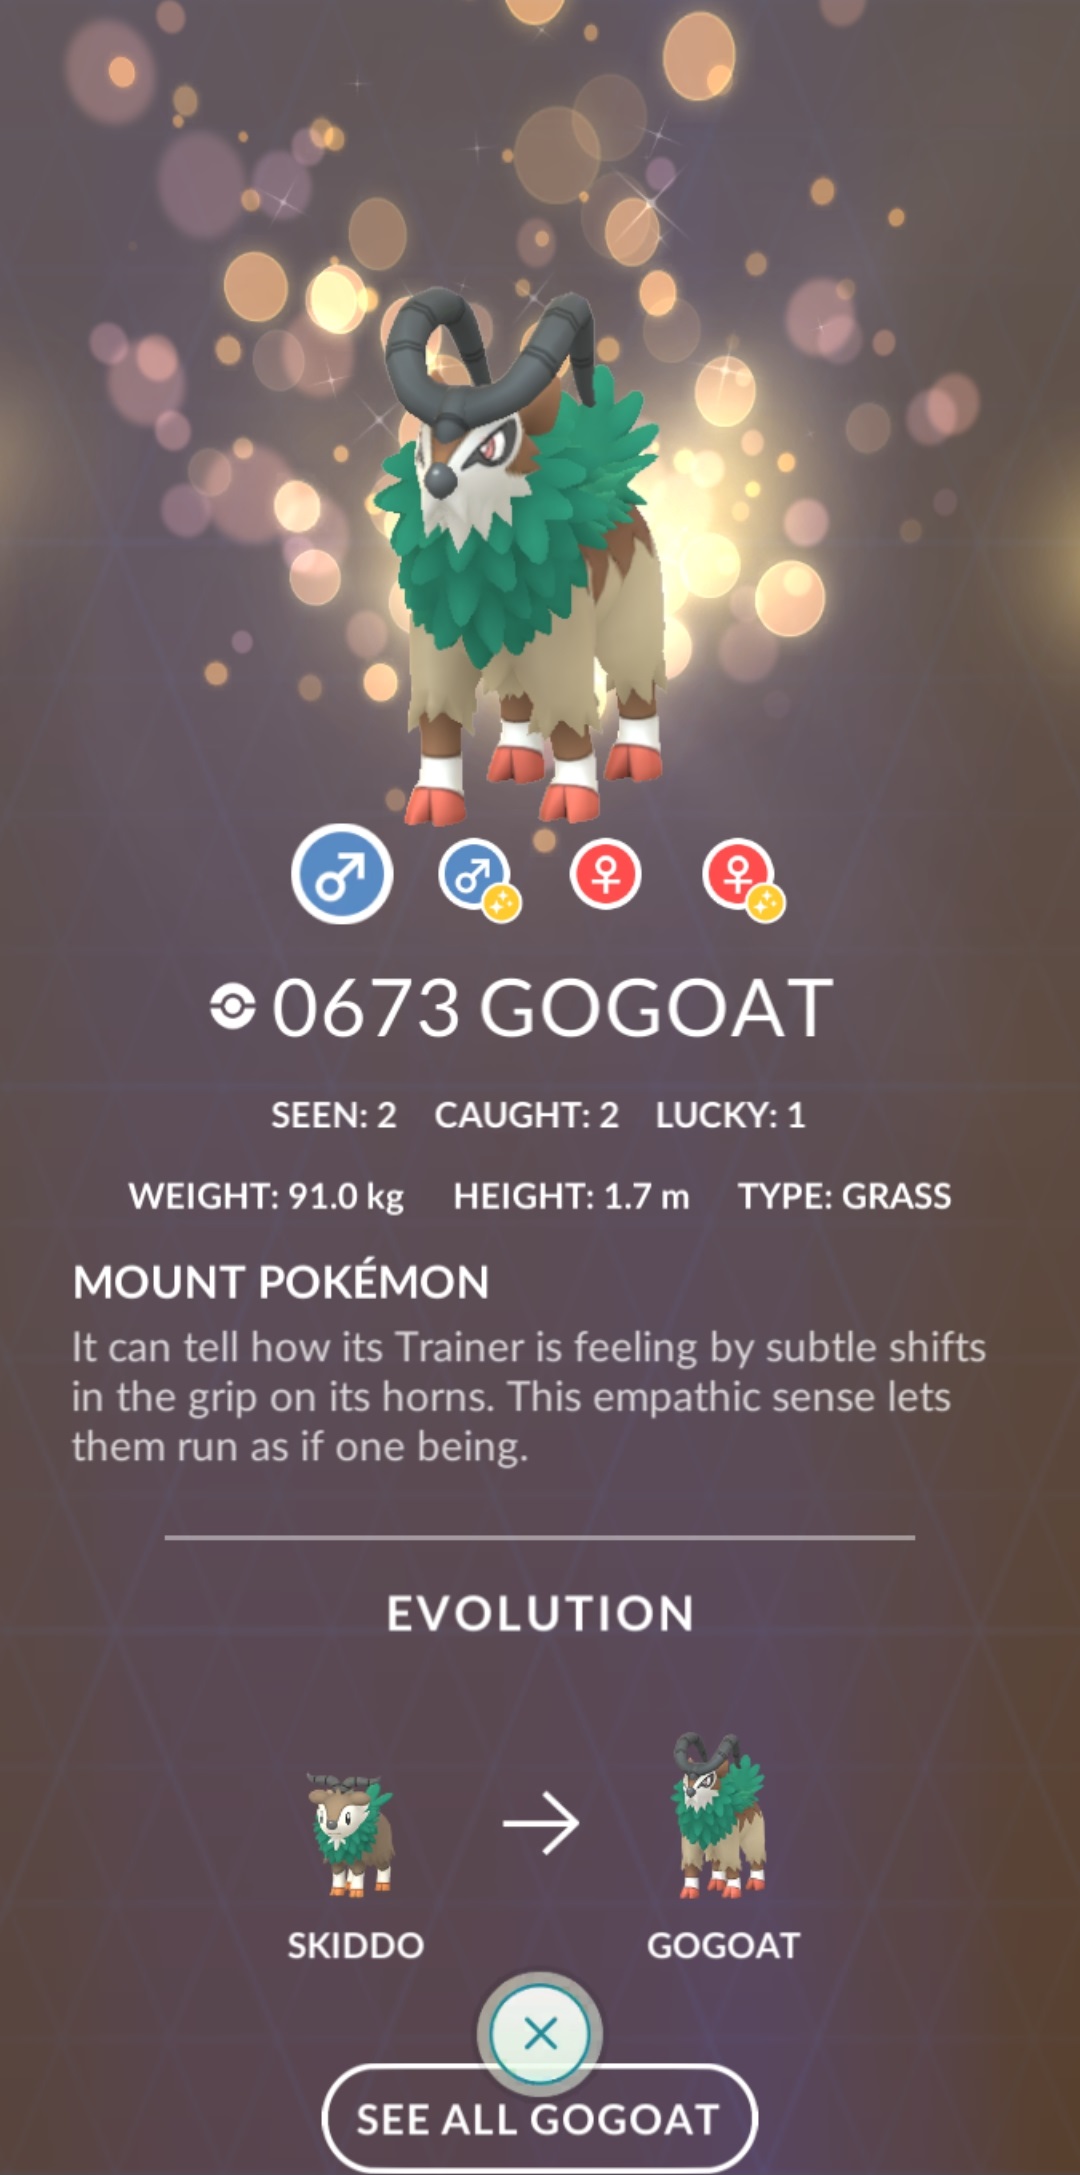 0673 GOGOAT
SEEN: 2 CAUGHT: 2 LUCKY: 1
WEIGHT: 91.0 kg HEIGHT: 1.7 m TYPE: GRASS
MOUNT POKÉMON
It can tell how its Trainer is feeling by subtle shifts
in the grip on its horns. This empathic sense lets
them run as if one being.
EVOLUTION
SKIDDO GOGOAT
SEE ALL GOGOAT